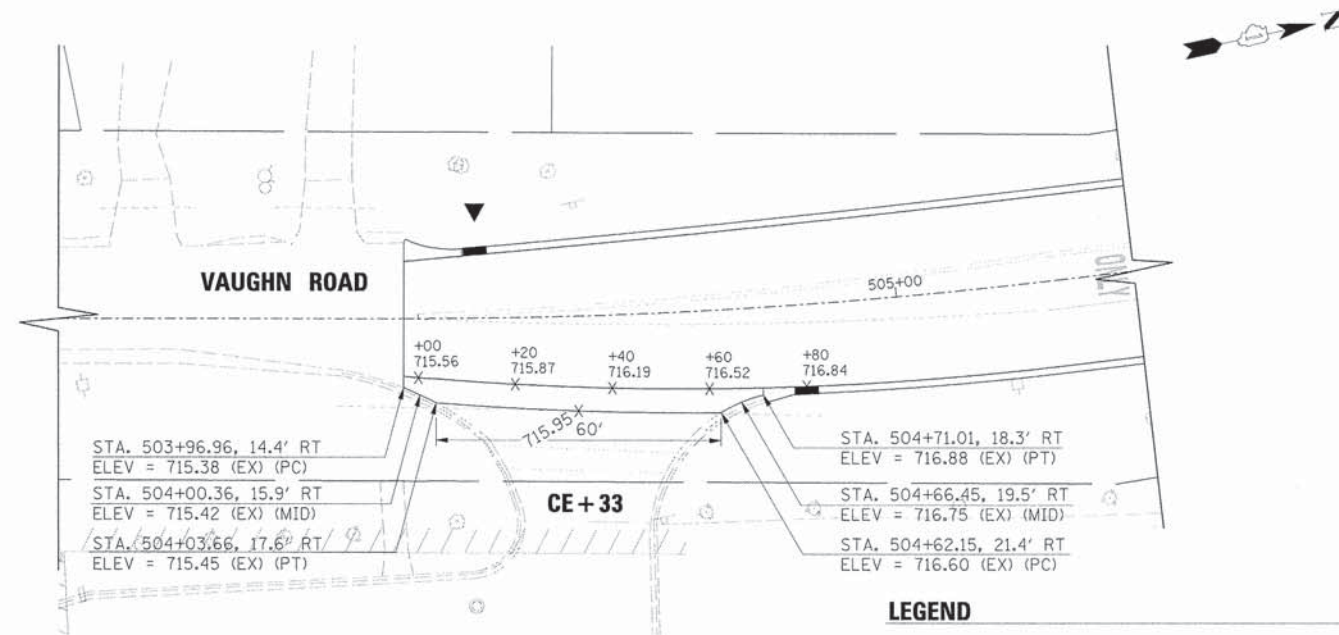 N
VAUGHN ROAD
505+00
ONLY
+00
715.56
+20
715.87
+40
716.19
+60
716.52
+80
716.84
715.95
60'
STA. 503+96.96, 14.4' RT
ELEV = 715.38 (EX) (PC)
STA. 504+00.36, 15.9' RT
ELEV = 715.42 (EX) (MID)
STA. 504+03.66, 17.6' RT
ELEV = 715.45 (EX) (PT)
CE+33
STA. 504+71.01, 18.3' RT
ELEV = 716.88 (EX) (PT)
STA. 504+66.45, 19.5' RT
ELEV = 716.75 (EX) (MID)
STA. 504+62.15, 21.4' RT
ELEV = 716.60 (EX) (PC)
LEGEND